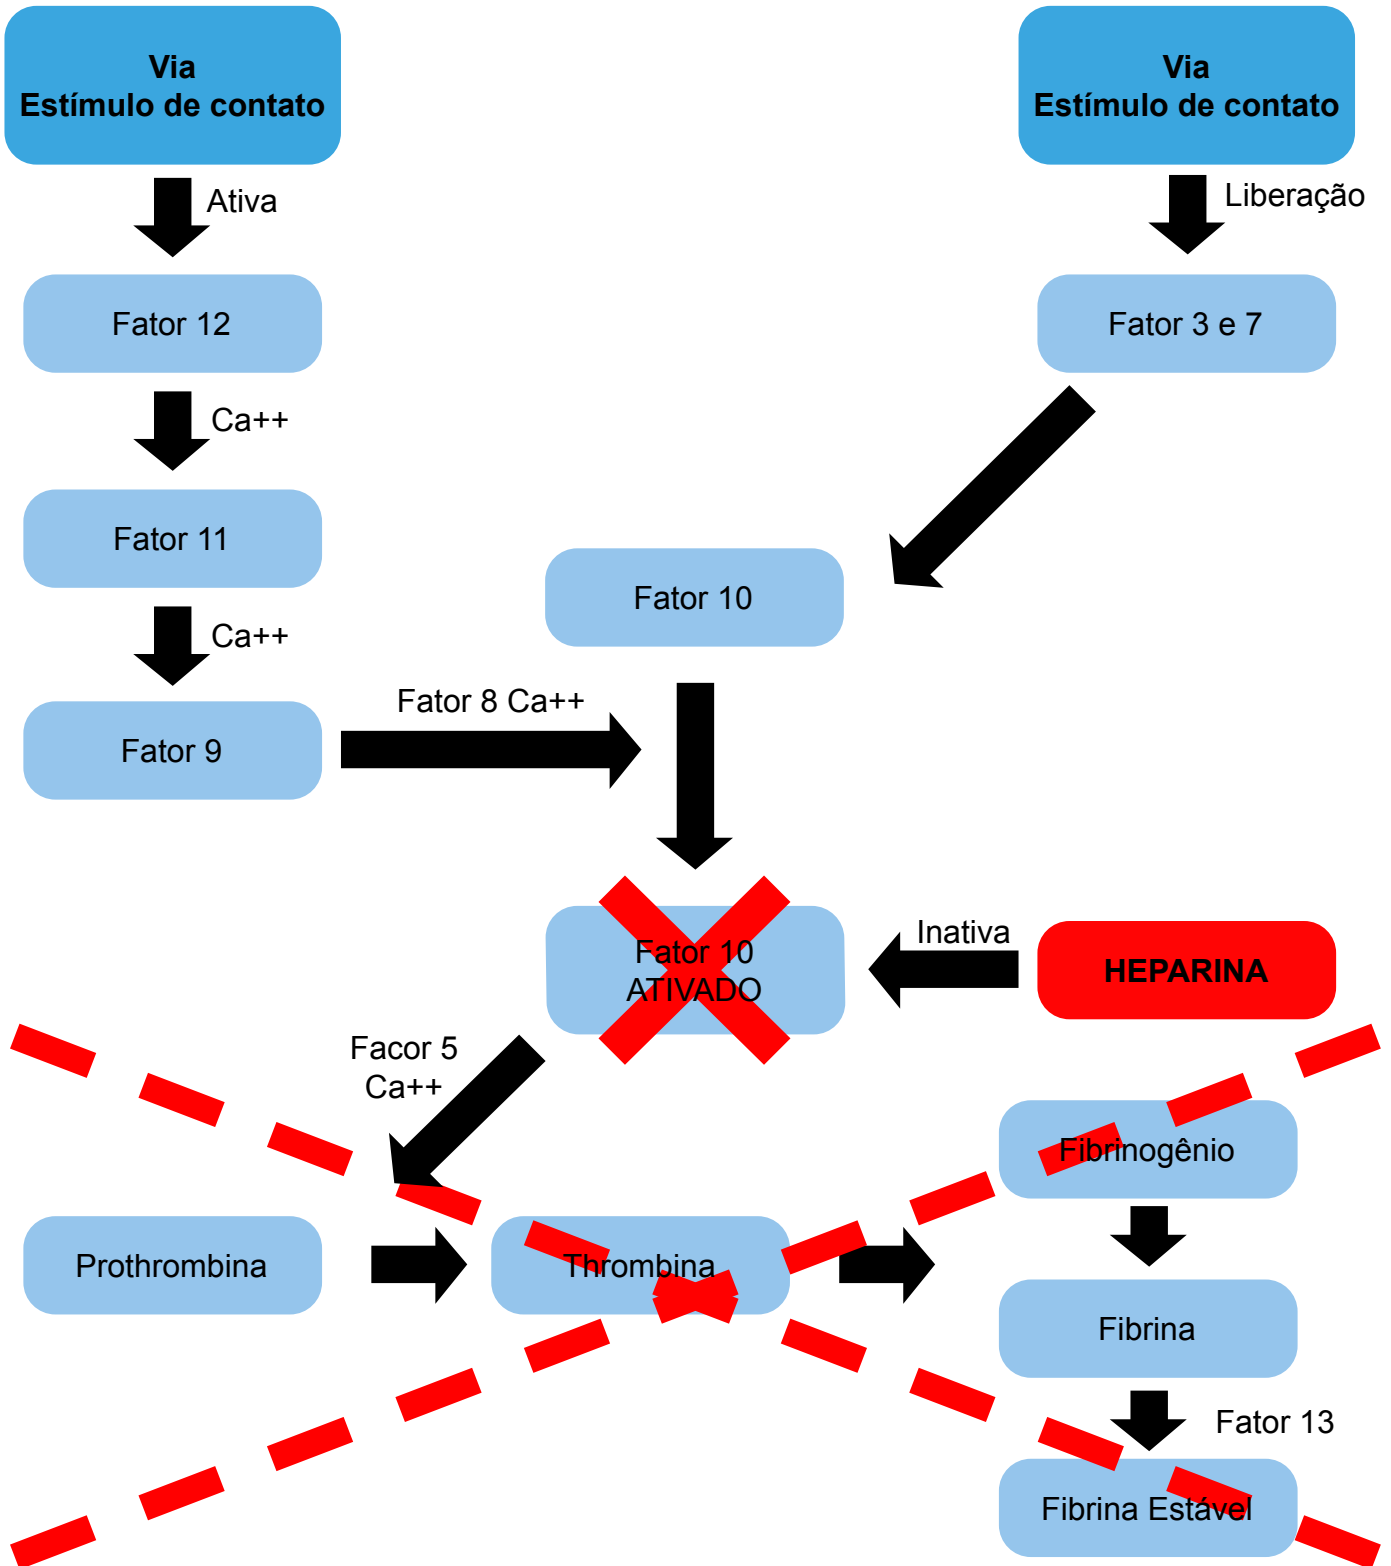 Via
Estímulo de contato
Via
Estímulo de contato
Ativa
Liberação
Fator 12
Fator 3 e 7
Ca++
Fator 11
Fator 10
Ca++
Fator 8 Ca++
Fator 9
Inativa
Fator 10
ATIVADO
HEPARINA
Facor 5
Ca++
Fibrinogênio
Prothrombina
Thrombina
Fibrina
Fator 13
Fibrina Estável